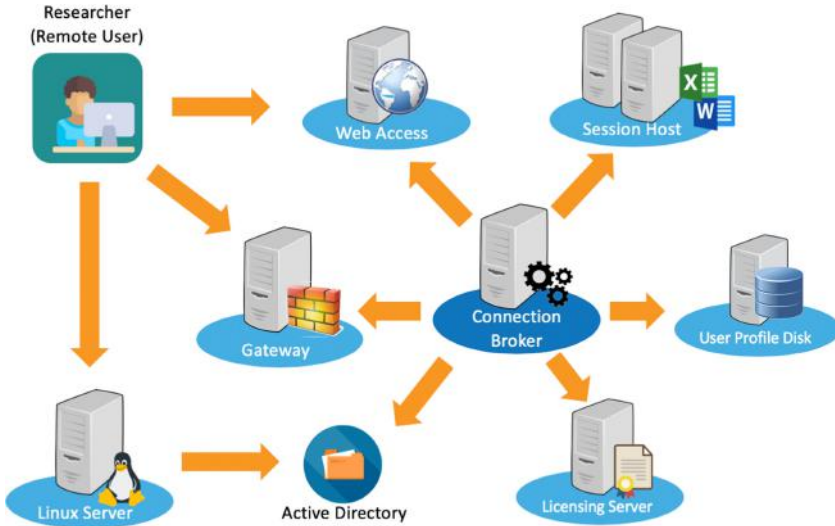 Researcher
(Remote User)
Web Access
Session Host
X
W
Gateway
Connection
Broker
User Profile Disk
Linux Server
Active Directory
Licensing Server